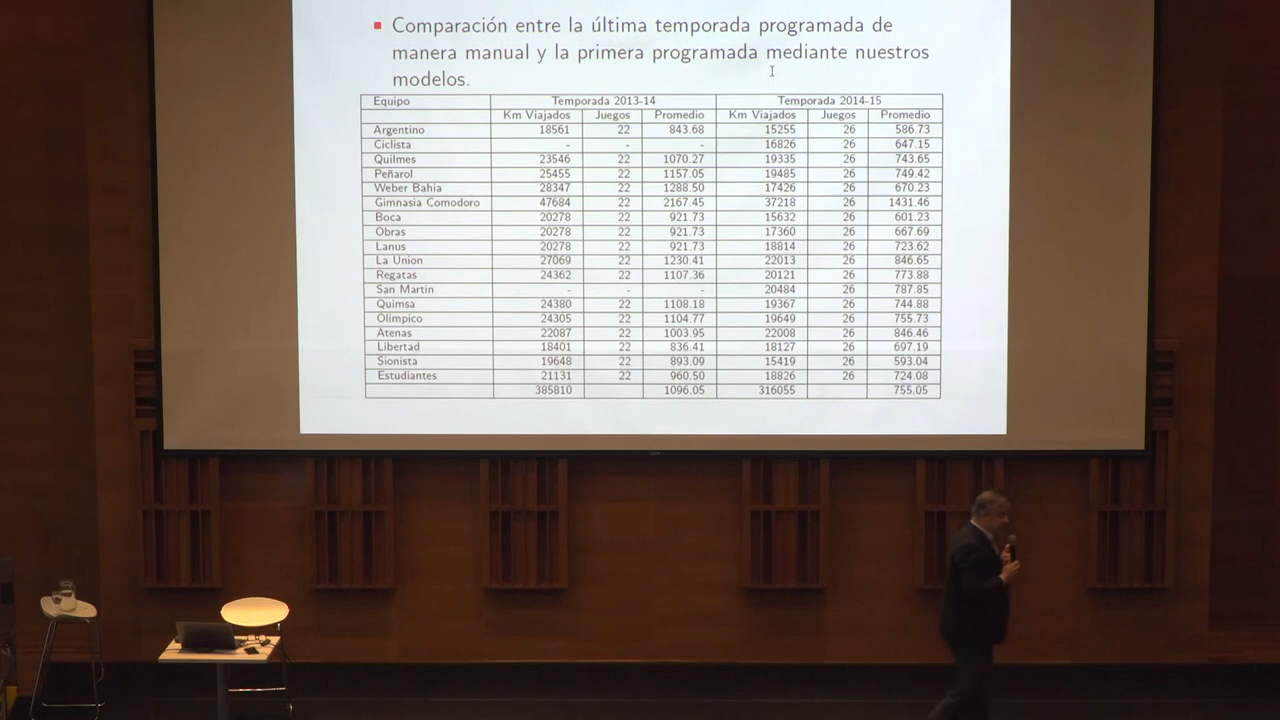 Comparación entre la última temporada programada de
manera manual y la primera programada mediante nuestros
modelos.
Equipo Temporada 2013-14 Temporada 2014-15
Km Viajados Juegos Promedio Km Viajados Juegos Promedio
Argentino 18561 22 843.68 15255 26 586.73
Ciclista - - - 16826 26 647.15
Quilmes 23546 22 1070.27 19335 26 743.65
Peñarol 25455 22 1157.05 19485 26 749.42
Weber Bahia 28347 22 1288.50 17426 26 670.23
Gimnasia Comodoro 47684 22 2167.45 37218 26 1431.46
Boca 20278 22 921.73 15632 26 601.23
Obras 20278 22 921.73 17360 26 667.69
Lanus 20278 22 921.73 18814 26 723.62
La Union 27069 22 1230.41 22013 26 846.65
Regatas 24362 22 1107.36 20121 26 773.88
San Martin - - - 20484 26 787.85
Quimsa 24380 22 1108.18 19367 26 744.88
Olimpico 24305 22 1104.77 19649 26 755.73
Atenas 22087 22 1003.95 22008 26 846.46
Libertad 18401 22 836.41 18127 26 697.19
Sionista 19648 22 893.09 15419 26 593.04
Estudiantes 21131 22 960.50 18826 26 724.08
385810 1096.05 316055 755.05